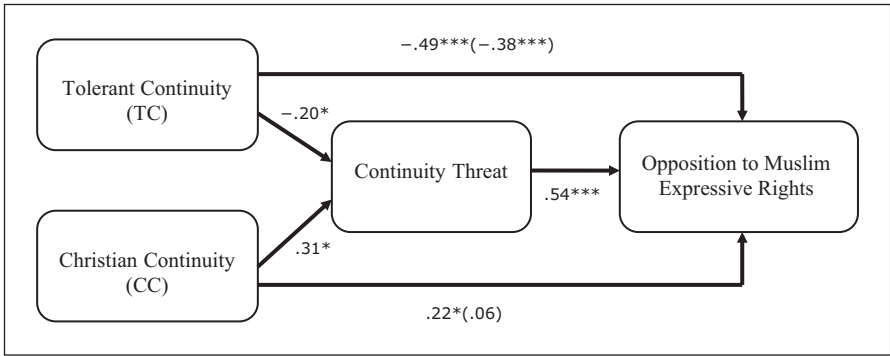 −.49***(−.38***)
Tolerant Continuity
(TC)
−.20*
Continuity Threat
.54***
Opposition to Muslim
Expressive Rights
Christian Continuity
(CC)
.31*
.22*(.06)